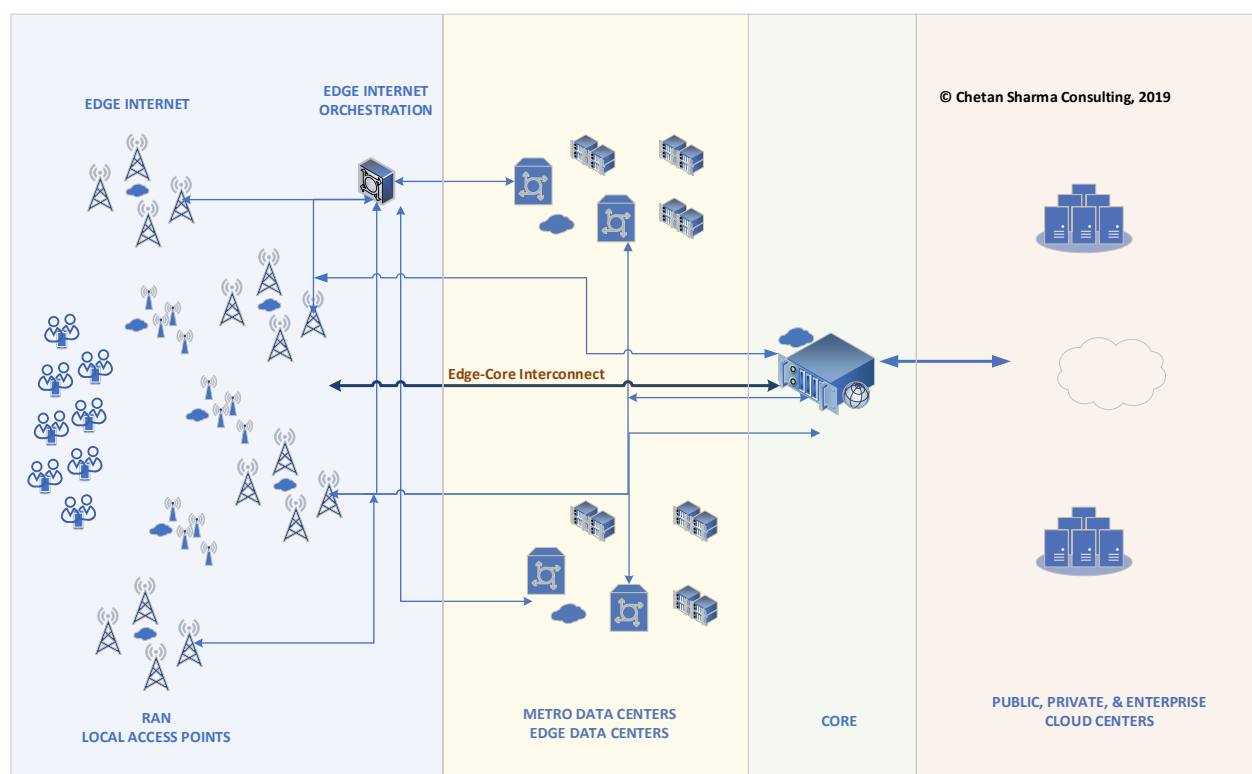 EDGE INTERNET
EDGE INTERNET
ORCHESTRATION
© Chetan Sharma Consulting, 2019
Edge-Core Interconnect
RAN
LOCAL ACCESS POINTS
METRO DATA CENTERS
EDGE DATA CENTERS
CORE
PUBLIC, PRIVATE, & ENTERPRISE
CLOUD CENTERS